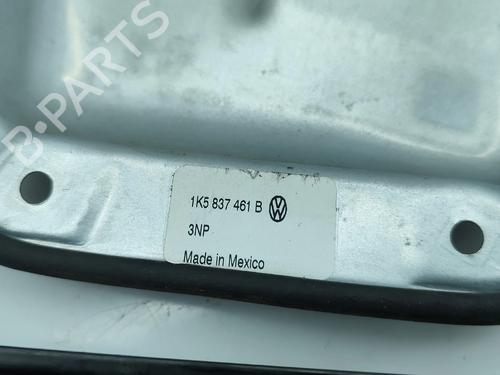 B-PARTS
1K5 837 461 B
3NP
Made in Mexico